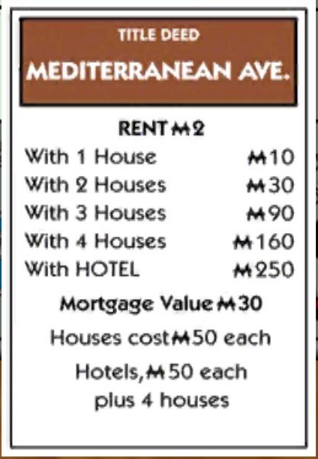 TITLE DEED
MEDITERRANEAN AVE.
RENT ₩2
With 1 House ₩10
With 2 Houses ₩30
With 3 Houses ₩90
With 4 Houses ₩160
With HOTEL ₩250
Mortgage Value ₩30
Houses cost ₩50 each
Hotels, ₩50 each
plus 4 houses